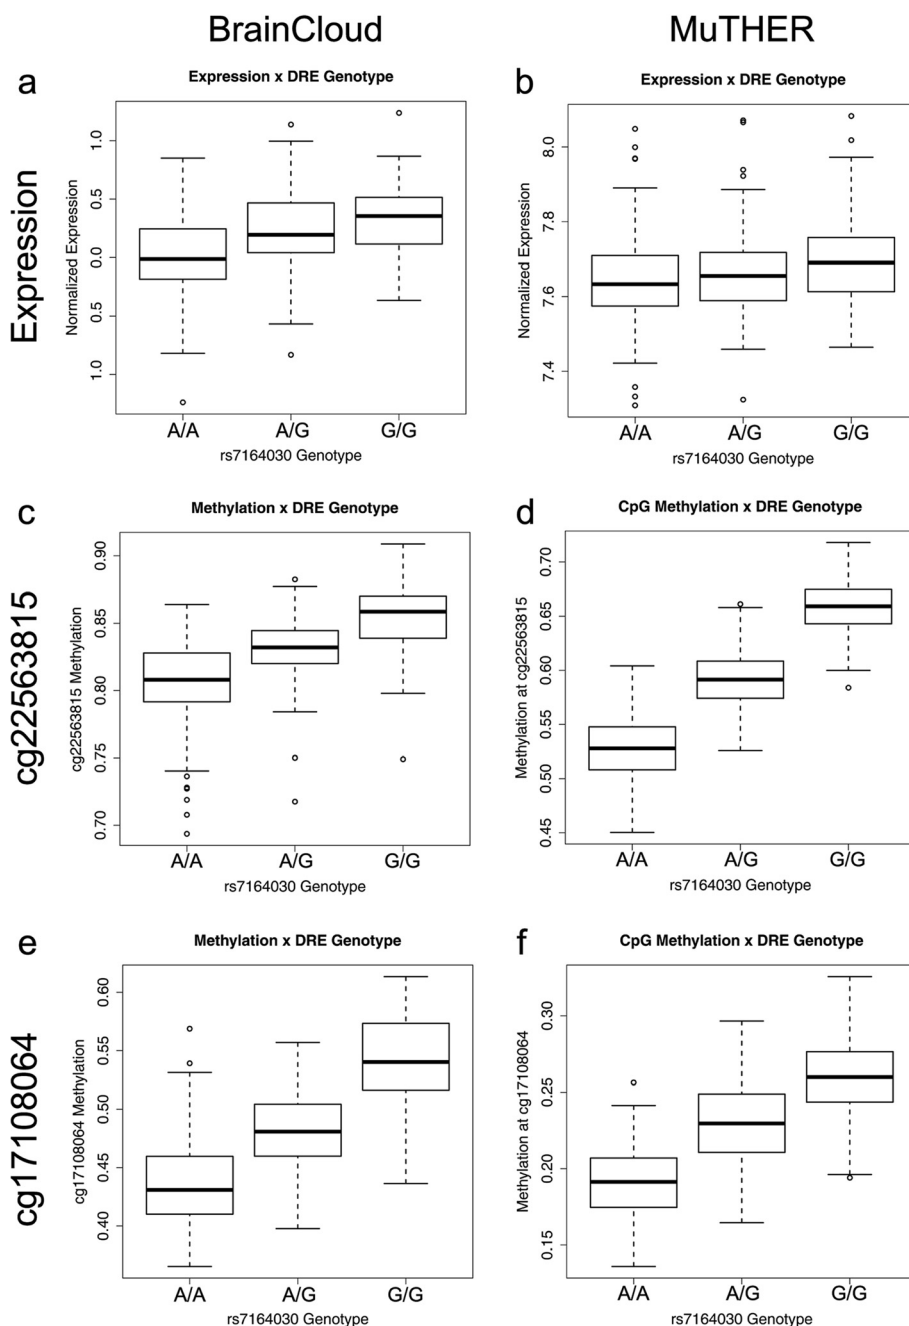 BrainCloud
MuTHER
Expression
a
Expression x DRE Genotype
Normalized Expression
1.0
0.5
0.0
0.5
1.0
A/A
A/G
G/G
rs7164030 Genotype
b
Expression x DRE Genotype
Normalized Expression
8.0
7.8
7.6
7.4
A/A
A/G
G/G
rs7164030 Genotype
cg22563815
c
Methylation x DRE Genotype
cg22563815 Methylation
0.90
0.85
0.80
0.75
0.70
A/A
A/G
G/G
rs7164030 Genotype
d
CpG Methylation x DRE Genotype
Methylation at cg22563815
0.70
0.65
0.60
0.55
0.50
0.45
A/A
A/G
G/G
rs7164030 Genotype
cg17108064
e
Methylation x DRE Genotype
cg17108064 Methylation
0.60
0.55
0.50
0.45
0.40
A/A
A/G
G/G
rs7164030 Genotype
f
CpG Methylation x DRE Genotype
Methylation at cg17108064
0.30
0.25
0.20
0.15
A/A
A/G
G/G
rs7164030 Genotype